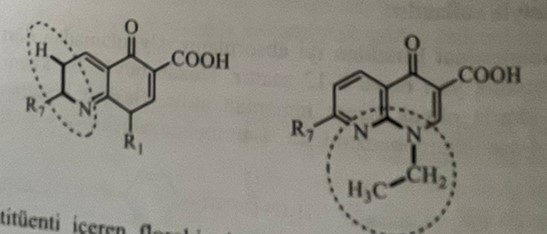 O
H
COOH
R7
N
R1
O
COOH
R7
N
N
CH2
H3C
titüenti içeren